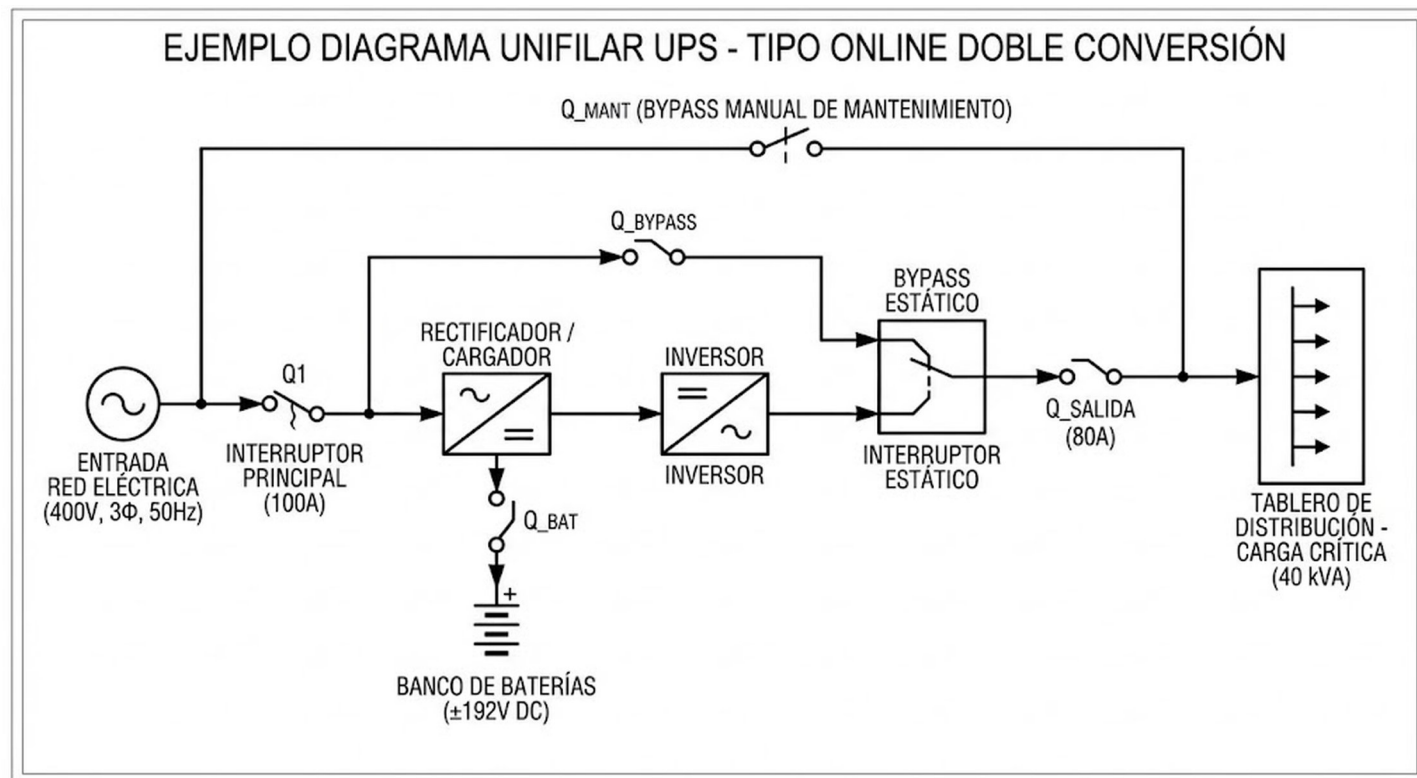 EJEMPLO DIAGRAMA UNIFILAR UPS - TIPO ONLINE DOBLE CONVERSIÓN
Q_MANT (BYPASS MANUAL DE MANTENIMIENTO)
Q_BYPASS
BYPASS
ESTÁTICO
RECTIFICADOR /
CARGADOR
INVERSOR
Q1
INTERRUPTOR
PRINCIPAL
(100A)
ENTRADA
RED ELÉCTRICA
(400V, 3Φ, 50Hz)
INVERSOR
INTERRUPTOR
ESTÁTICO
Q_SALIDA
(80A)
Q_BAT
+
BANCO DE BATERÍAS
(±192V DC)
TABLERO DE
DISTRIBUCIÓN -
CARGA CRÍTICA
(40 kVA)